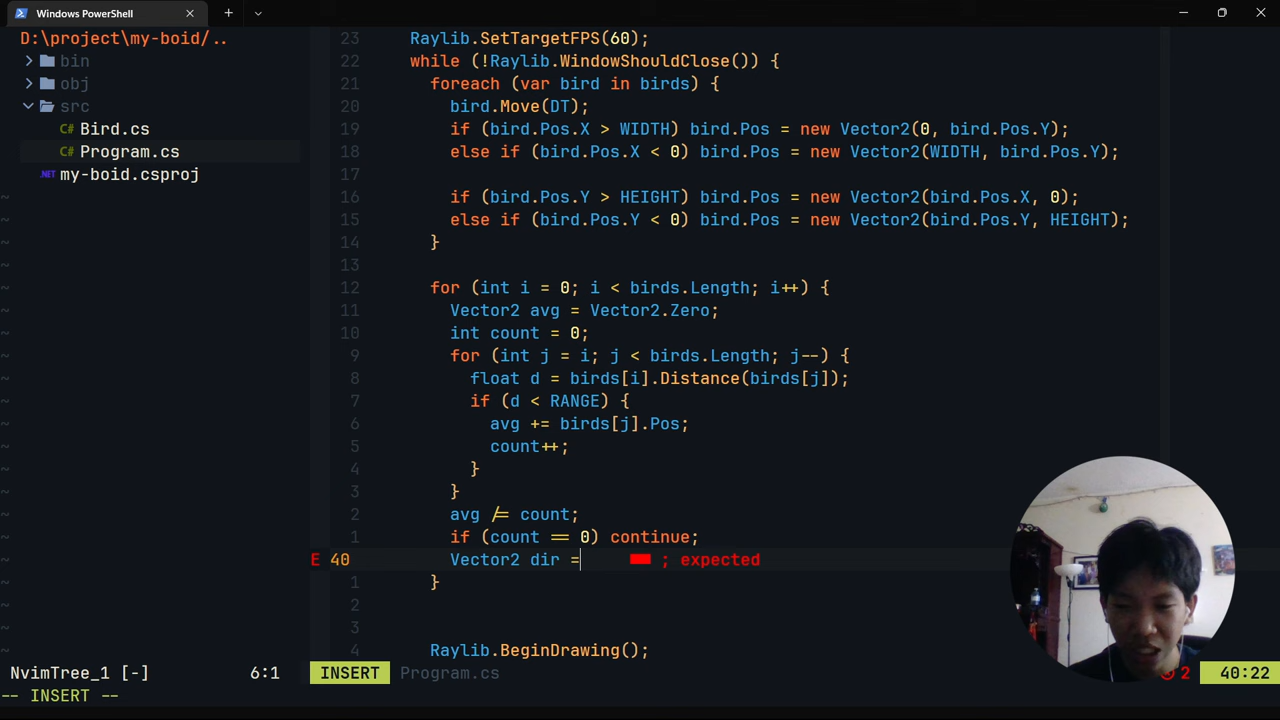 Windows PowerShell
D:\project\my-boid/..
bin
obj
src
C# Bird.cs
C# Program.cs
.NET my-boid.csproj
23 Raylib.SetTargetFPS(60);
22 while (!Raylib.WindowShouldClose()) {
21 foreach (var bird in birds) {
20 bird.Move(DT);
19 if (bird.Pos.X > WIDTH) bird.Pos = new Vector2(0, bird.Pos.Y);
18 else if (bird.Pos.X < 0) bird.Pos = new Vector2(WIDTH, bird.Pos.Y);
17
16 if (bird.Pos.Y > HEIGHT) bird.Pos = new Vector2(bird.Pos.X, 0);
15 else if (bird.Pos.Y < 0) bird.Pos = new Vector2(bird.Pos.Y, HEIGHT);
14 }
13
12 for (int i = 0; i < birds.Length; i++) {
11 Vector2 avg = Vector2.Zero;
10 int count = 0;
9 for (int j = i; j < birds.Length; j--) {
8 float d = birds[i].Distance(birds[j]);
7 if (d < RANGE) {
6 avg += birds[j].Pos;
5 count++;
4 }
3 }
2 avg /= count;
1 if (count == 0) continue;
E 40 Vector2 dir = ; expected
1 }
2
3
4 Raylib.BeginDrawing();
NvimTree_1 [-] 6:1 INSERT Program.cs 2 40:22
-- INSERT --